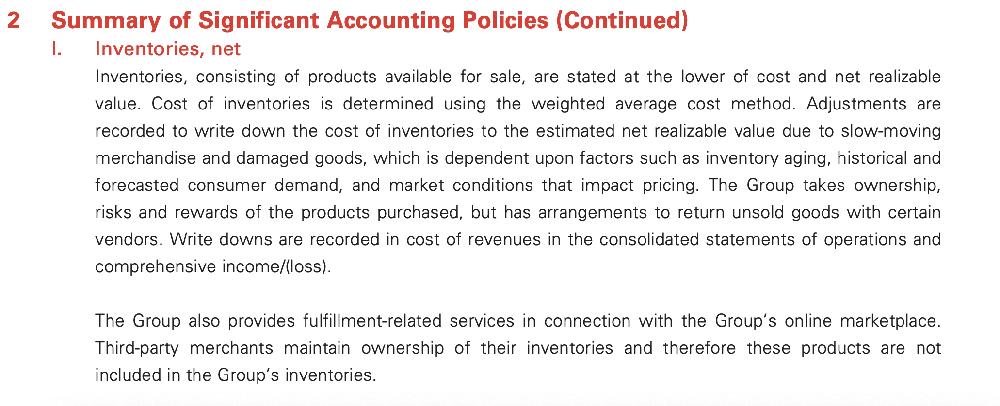 2 Summary of Significant Accounting Policies (Continued)
l. Inventories, net
Inventories, consisting of products available for sale, are stated at the lower of cost and net realizable
value. Cost of inventories is determined using the weighted average cost method. Adjustments are
recorded to write down the cost of inventories to the estimated net realizable value due to slow-moving
merchandise and damaged goods, which is dependent upon factors such as inventory aging, historical and
forecasted consumer demand, and market conditions that impact pricing. The Group takes ownership,
risks and rewards of the products purchased, but has arrangements to return unsold goods with certain
vendors. Write downs are recorded in cost of revenues in the consolidated statements of operations and
comprehensive income/(loss).
The Group also provides fulfillment-related services in connection with the Group’s online marketplace.
Third-party merchants maintain ownership of their inventories and therefore these products are not
included in the Group’s inventories.